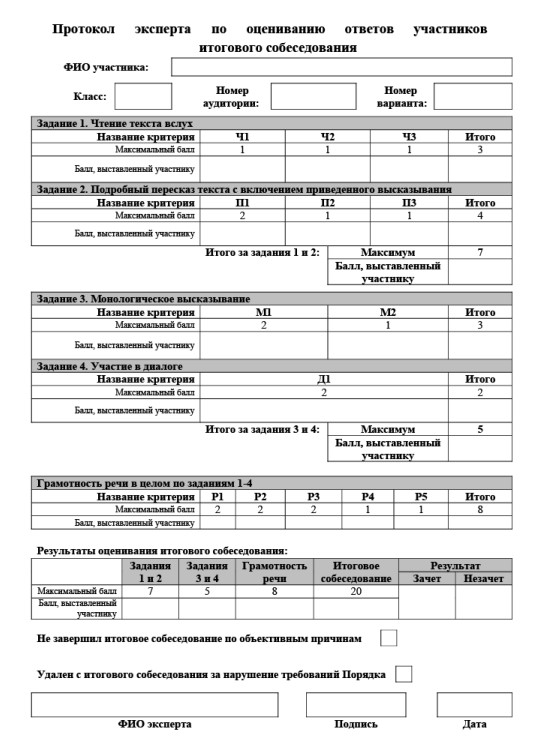 Протокол эксперта по оцениванию ответов участников
итогового собеседования
ФИО участника:
Класс: Номер аудитории: Номер варианта:
Задание 1. Чтение текста вслух
Название критерия Ч1 Ч2 Ч3 Итого
Максимальный балл 1 1 1 3
Балл, выставленный участнику
Задание 2. Подробный пересказ текста с включением приведенного высказывания
Название критерия П1 П2 П3 Итого
Максимальный балл 2 1 1 4
Балл, выставленный участнику
Итого за задания 1 и 2: Максимум 7
Балл, выставленный
участнику
Задание 3. Монологическое высказывание
Название критерия М1 М2 Итого
Максимальный балл 2 1 3
Балл, выставленный участнику
Задание 4. Участие в диалоге
Название критерия Д1 Итого
Максимальный балл 2 2
Балл, выставленный участнику
Итого за задания 3 и 4: Максимум 5
Балл, выставленный
участнику
Грамотность речи в целом по заданиям 1-4
Название критерия Р1 Р2 Р3 Р4 Р5 Итого
Максимальный балл 2 2 2 1 1 8
Балл, выставленный участнику
Результаты оценивания итогового собеседования:
Задания 1 и 2 Задания 3 и 4 Грамотность речи Итоговое собеседование Результат
Зачет Незачет
Максимальный балл 7 5 8 20
Балл, выставленный
участнику
Не завершил итоговое собеседование по объективным причинам
Удален с итогового собеседования за нарушение требований Порядка
ФИО эксперта Подпись Дата